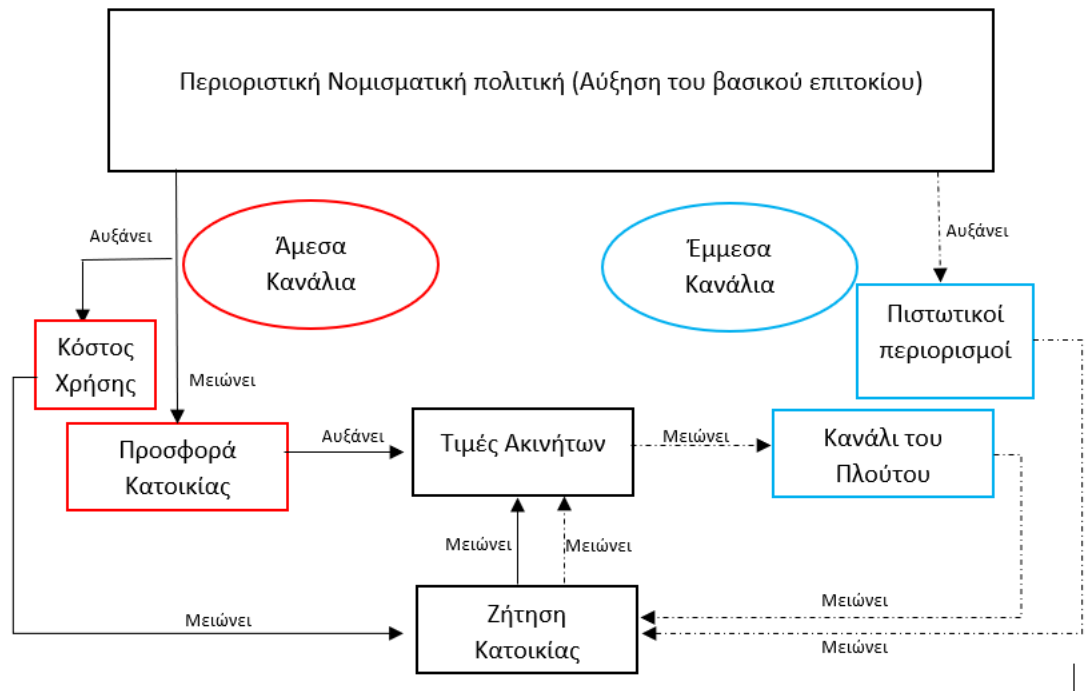 Περιοριστική Νομισματική πολιτική (Αύξηση του βασικού επιτοκίου)
Αυξάνει
Άμεσα
Κανάλια
Έμμεσα
Κανάλια
Αυξάνει
Κόστος
Χρήσης
Πιστωτικοί
περιορισμοί
Μειώνει
Προσφορά
Κατοικίας
Αυξάνει
Τιμές Ακινήτων
Μειώνει
Κανάλι του
Πλούτου
Μειώνει
Μειώνει
Μειώνει
Ζήτηση
Κατοικίας
Μειώνει
Μειώνει